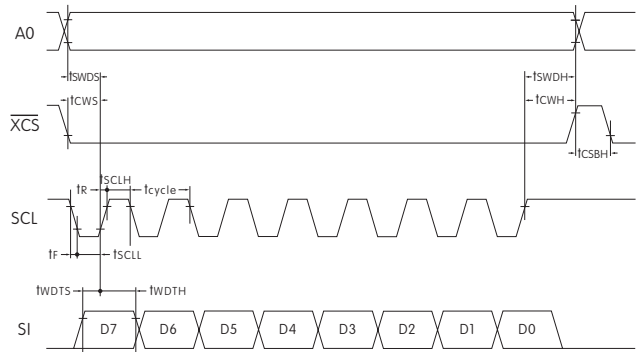 A0
tSWDS
tSWDH
tCWS
tCWH
XCS
tCSBH
tR
tSCLH
tcycle
SCL
tF
tSCLL
tWDTS
tWDTH
SI D7 D6 D5 D4 D3 D2 D1 D0